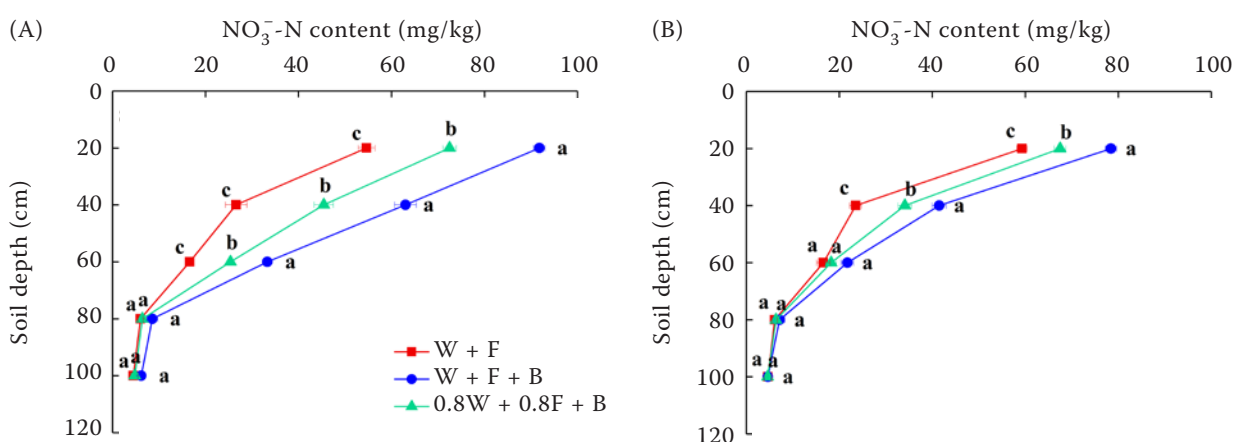 (A) NO₃⁻-N content (mg/kg)
0 20 40 60 80 100
0
20
40
60
80
100
120
Soil depth (cm)
c b a
c b a
c b a
a a a
a a a
W + F
W + F + B
0.8W + 0.8F + B
(B) NO₃⁻-N content (mg/kg)
0 20 40 60 80 100
0
20
40
60
80
100
120
Soil depth (cm)
c b a
c b a
a a a
a a a
a a a